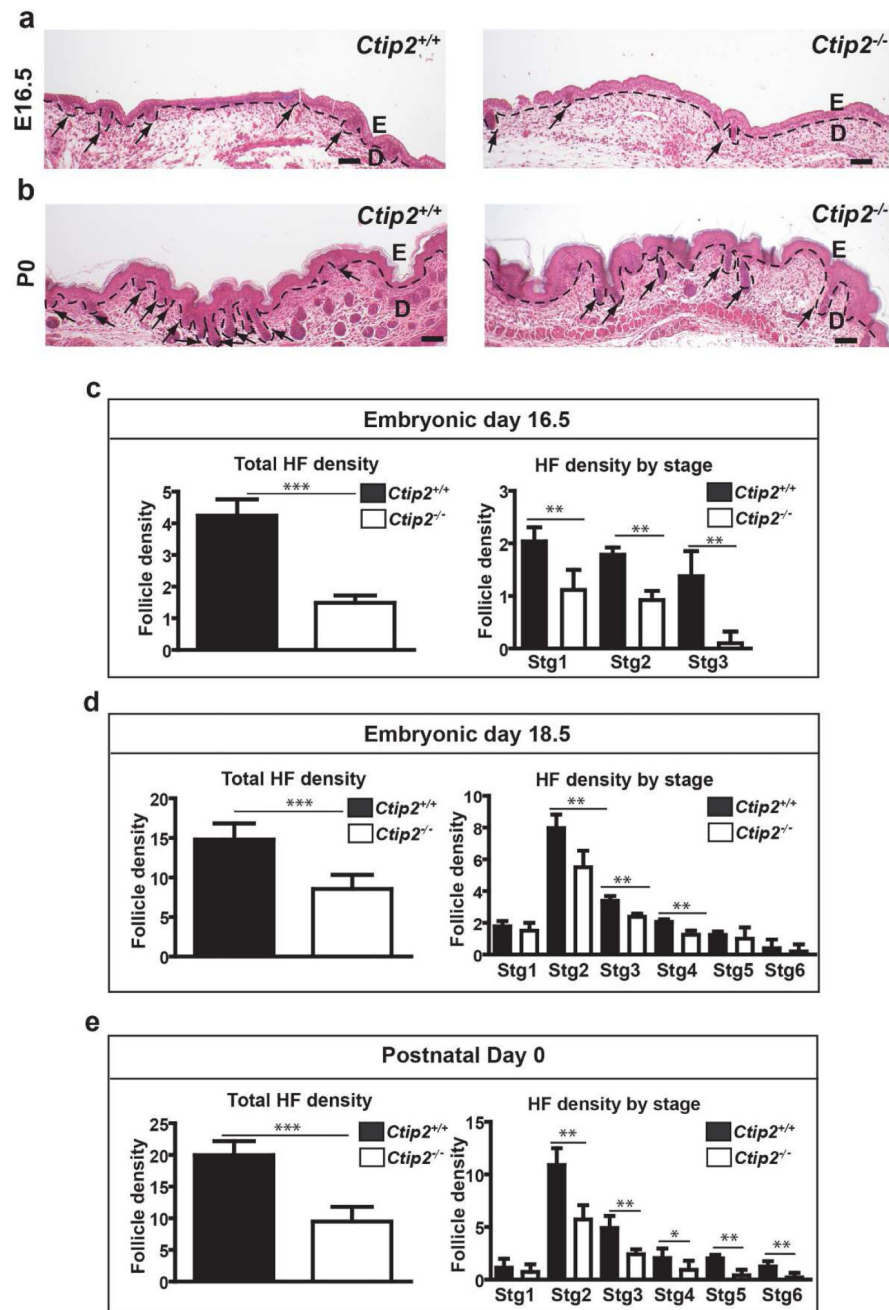 a
E16.5
Ctip2+/+
E
D
Ctip2-/-
E
D
b
P0
Ctip2+/+
E
D
Ctip2-/-
E
D
c
Embryonic day 16.5
Total HF density
Follicle density
5
4
3
2
1
0
***
Ctip2+/+
Ctip2-/-
HF density by stage
Follicle density
3
2
1
0
**
**
**
Ctip2+/+
Ctip2-/-
Stg1 Stg2 Stg3
d
Embryonic day 18.5
Total HF density
Follicle density
20
15
10
5
0
***
Ctip2+/+
Ctip2-/-
HF density by stage
Follicle density
8
6
4
2
0
**
**
**
Ctip2+/+
Ctip2-/-
Stg1 Stg2 Stg3 Stg4 Stg5 Stg6
e
Postnatal Day 0
Total HF density
Follicle density
25
20
15
10
5
0
***
Ctip2+/+
Ctip2-/-
HF density by stage
Follicle density
15
10
5
0
**
**
*
**
**
Ctip2+/+
Ctip2-/-
Stg1 Stg2 Stg3 Stg4 Stg5 Stg6